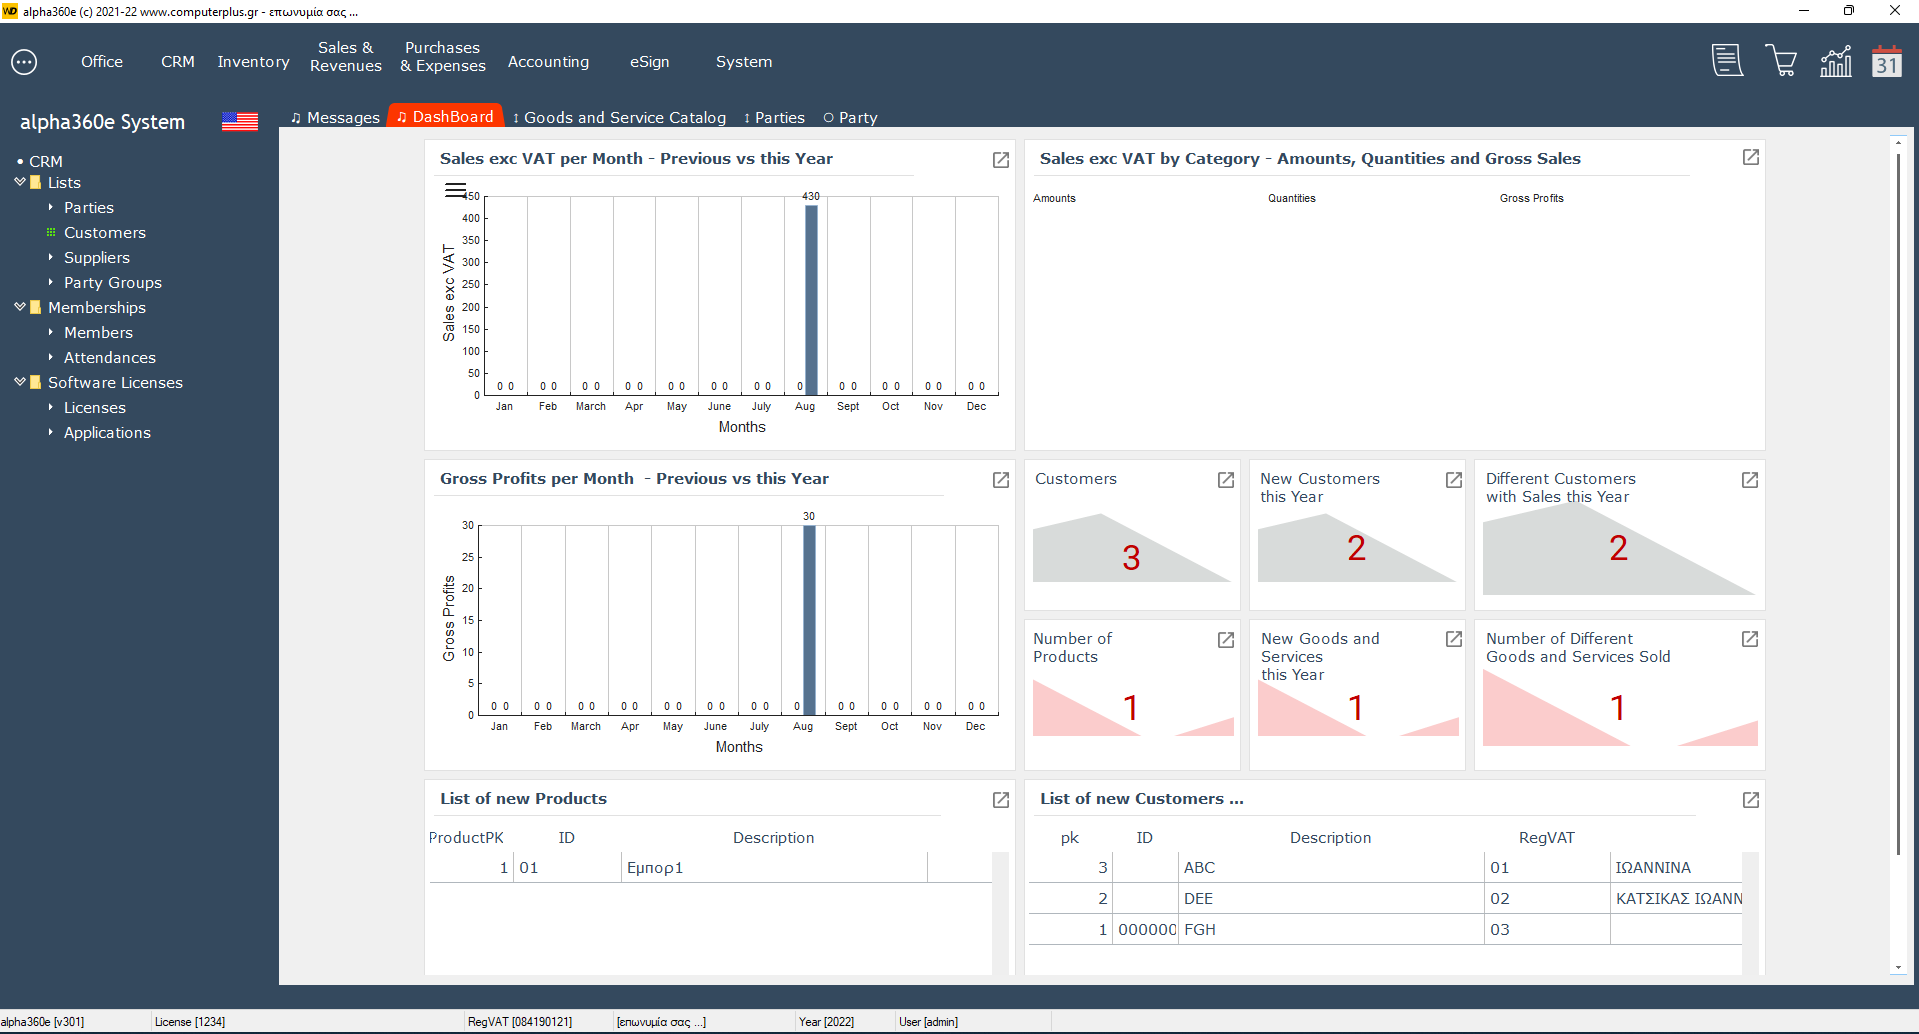 alpha360e (c) 2021-22 www.computerplus.gr - επωνυμία σας ...
Office
CRM
Inventory
Sales &
Revenues
Purchases
& Expenses
Accounting
eSign
System
31
alpha360e System
Messages
DashBoard
Goods and Service Catalog
Parties
Party
CRM
Lists
Parties
Customers
Suppliers
Party Groups
Memberships
Members
Attendances
Software Licenses
Licenses
Applications
Sales exc VAT per Month - Previous vs this Year
450
400
350
300
250
200
150
100
50
0
Sales exc VAT
430
0 0 0 0 0 0 0 0 0 0 0 0 0 0 0 0 0 0 0 0 0 0 0
Jan Feb March Apr May June July Aug Sept Oct Nov Dec
Months
Sales exc VAT by Category - Amounts, Quantities and Gross Sales
Amounts
Quantities
Gross Profits
Gross Profits per Month - Previous vs this Year
30
25
20
15
10
5
0
Gross Profits
30
0 0 0 0 0 0 0 0 0 0 0 0 0 0 0 0 0 0 0 0 0 0 0
Jan Feb March Apr May June July Aug Sept Oct Nov Dec
Months
Customers
3
New Customers
this Year
2
Different Customers
with Sales this Year
2
Number of
Products
1
New Goods and
Services
this Year
1
Number of Different
Goods and Services Sold
1
List of new Products
ProductPK ID Description
1 01 Εμπορ1
List of new Customers ...
pk ID Description RegVAT
3 ABC 01 ΙΩΑΝΝΙΝΑ
2 DEE 02 ΚΑΤΣΙΚΑΣ ΙΩΑΝΝ
1 000000 FGH 03
alpha360e [v301]
License [1234]
RegVAT [084190121]
[επωνυμία σας ...]
Year [2022]
User [admin]